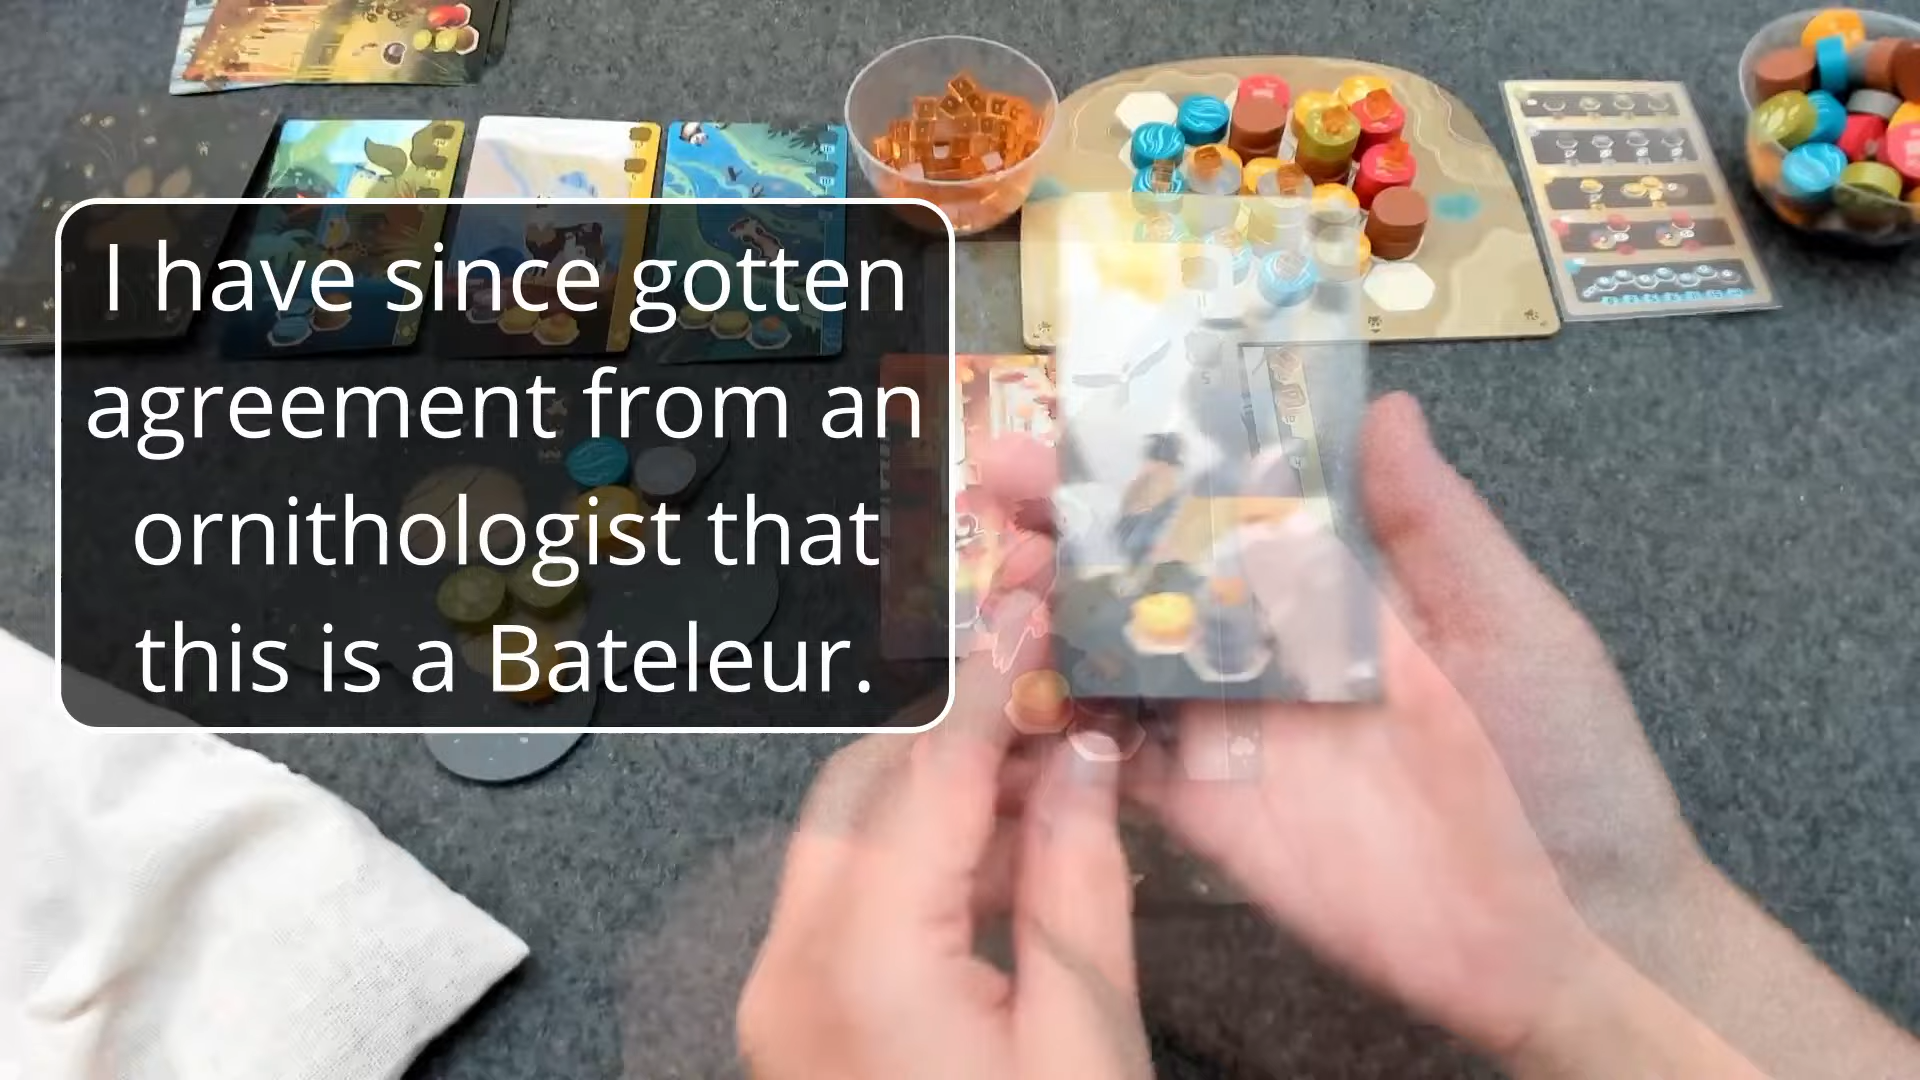 I have since gotten
agreement from an
ornithologist that
this is a Bateleur.